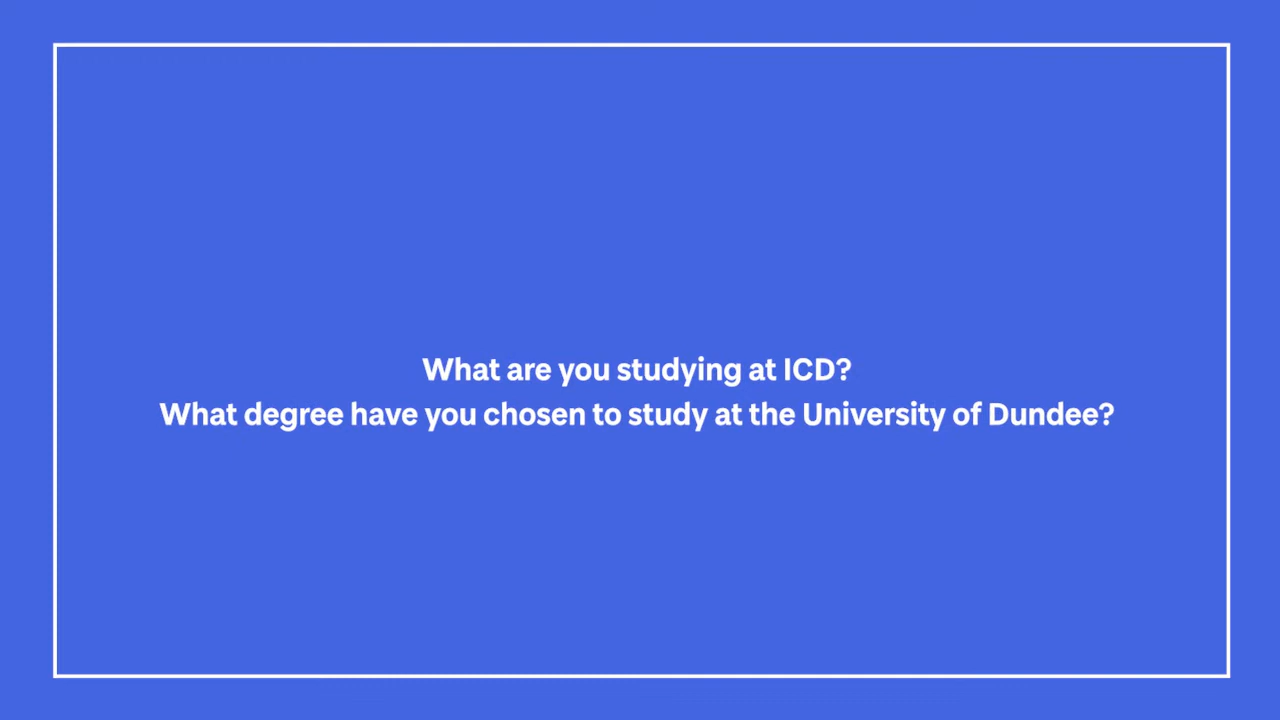 What are you studying at ICD?
What degree have you chosen to study at the University of Dundee?